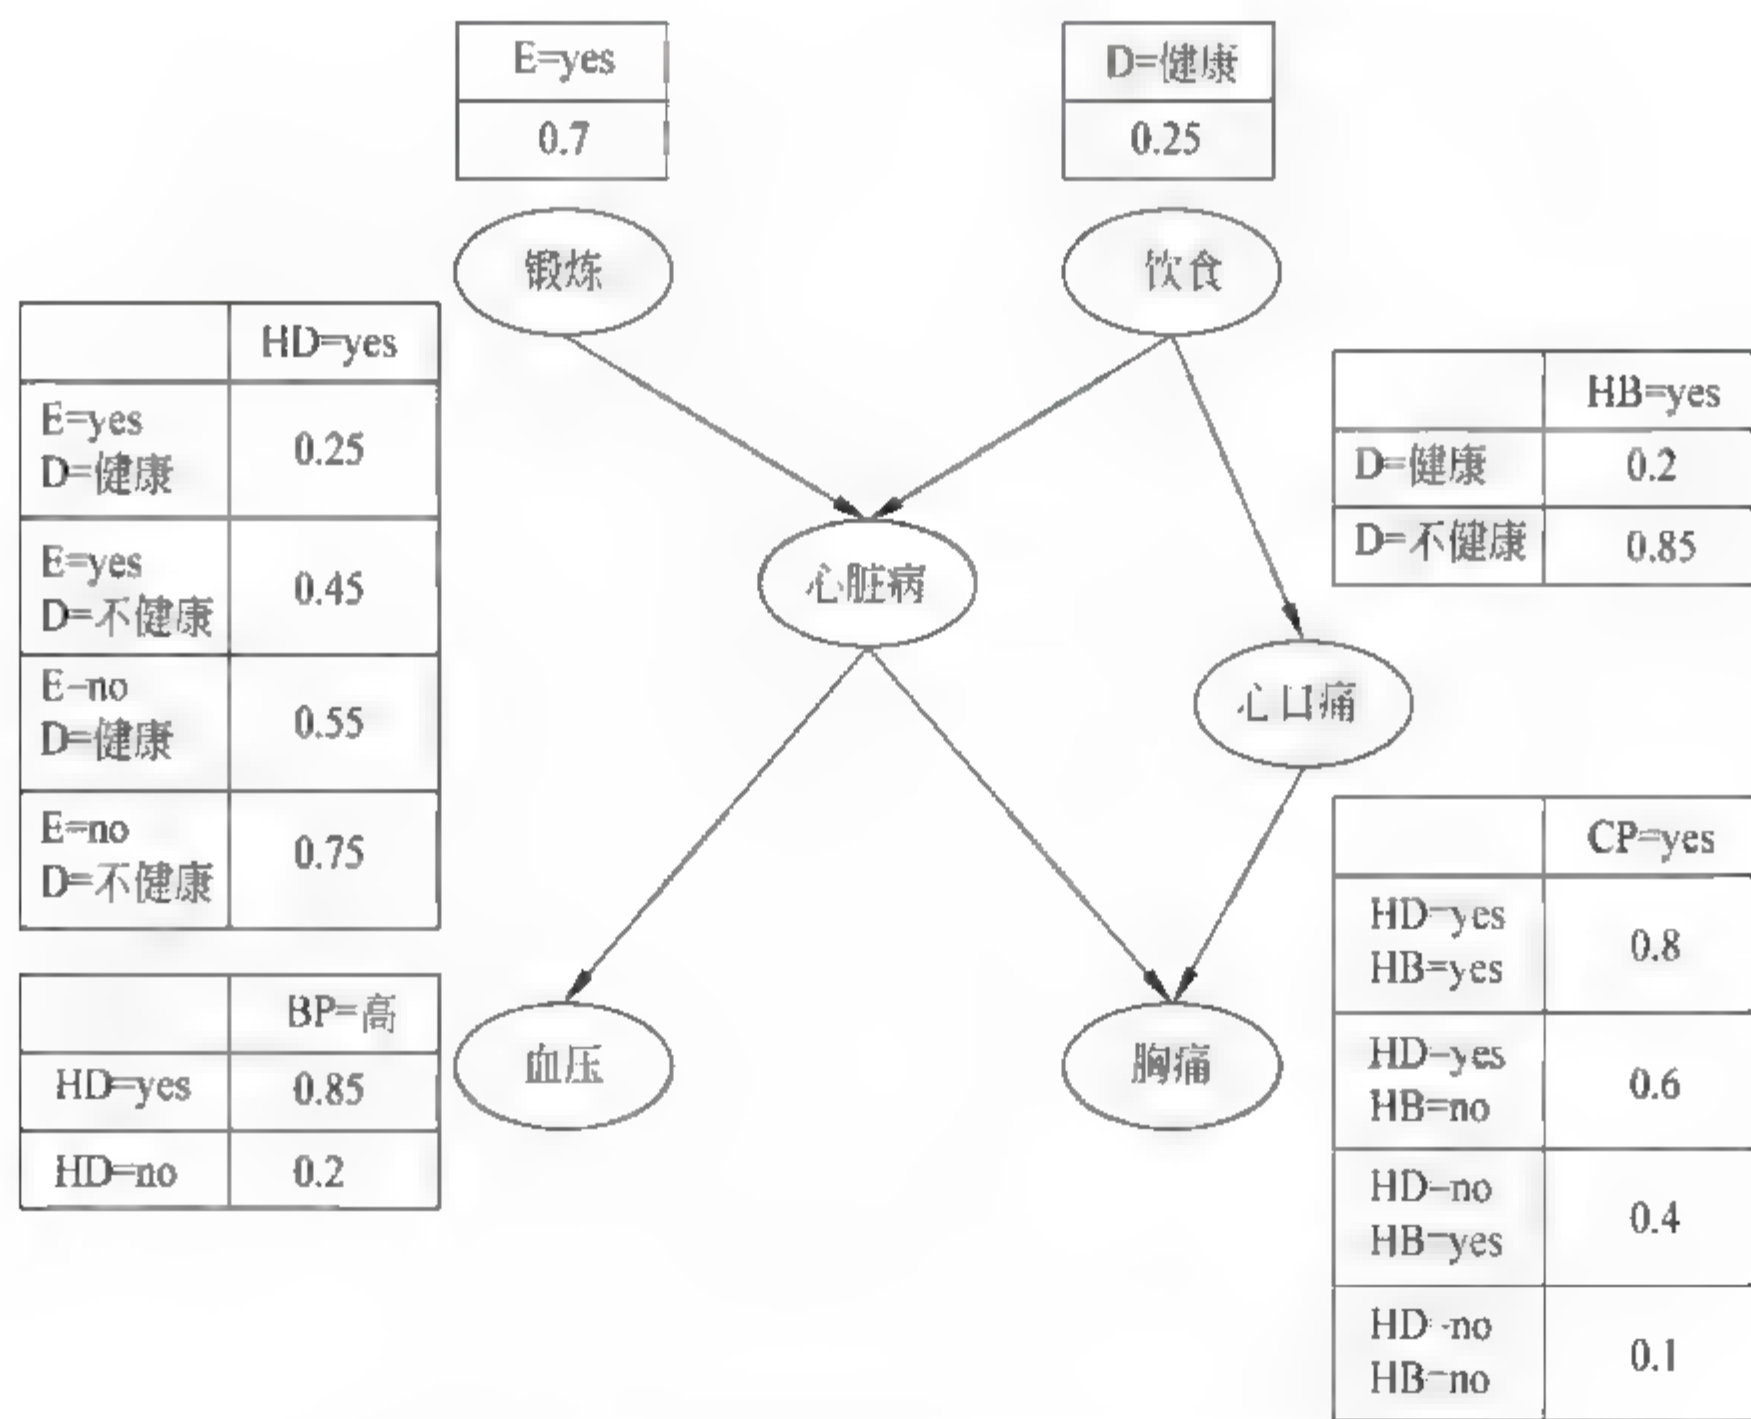 E=yes
0.7
D=健康
0.25
锻炼
饮食
HD=yes
E=yes
D=健康
0.25
E=yes
D=不健康
0.45
E=no
D=健康
0.55
E=no
D=不健康
0.75
HB=yes
D=健康
0.2
D=不健康
0.85
心脏病
心口痛
BP=高
HD=yes
0.85
HD=no
0.2
血压
胸痛
CP=yes
HD=yes
HB=yes
0.8
HD=yes
HB=no
0.6
HD=no
HB=yes
0.4
HD=no
HB=no
0.1